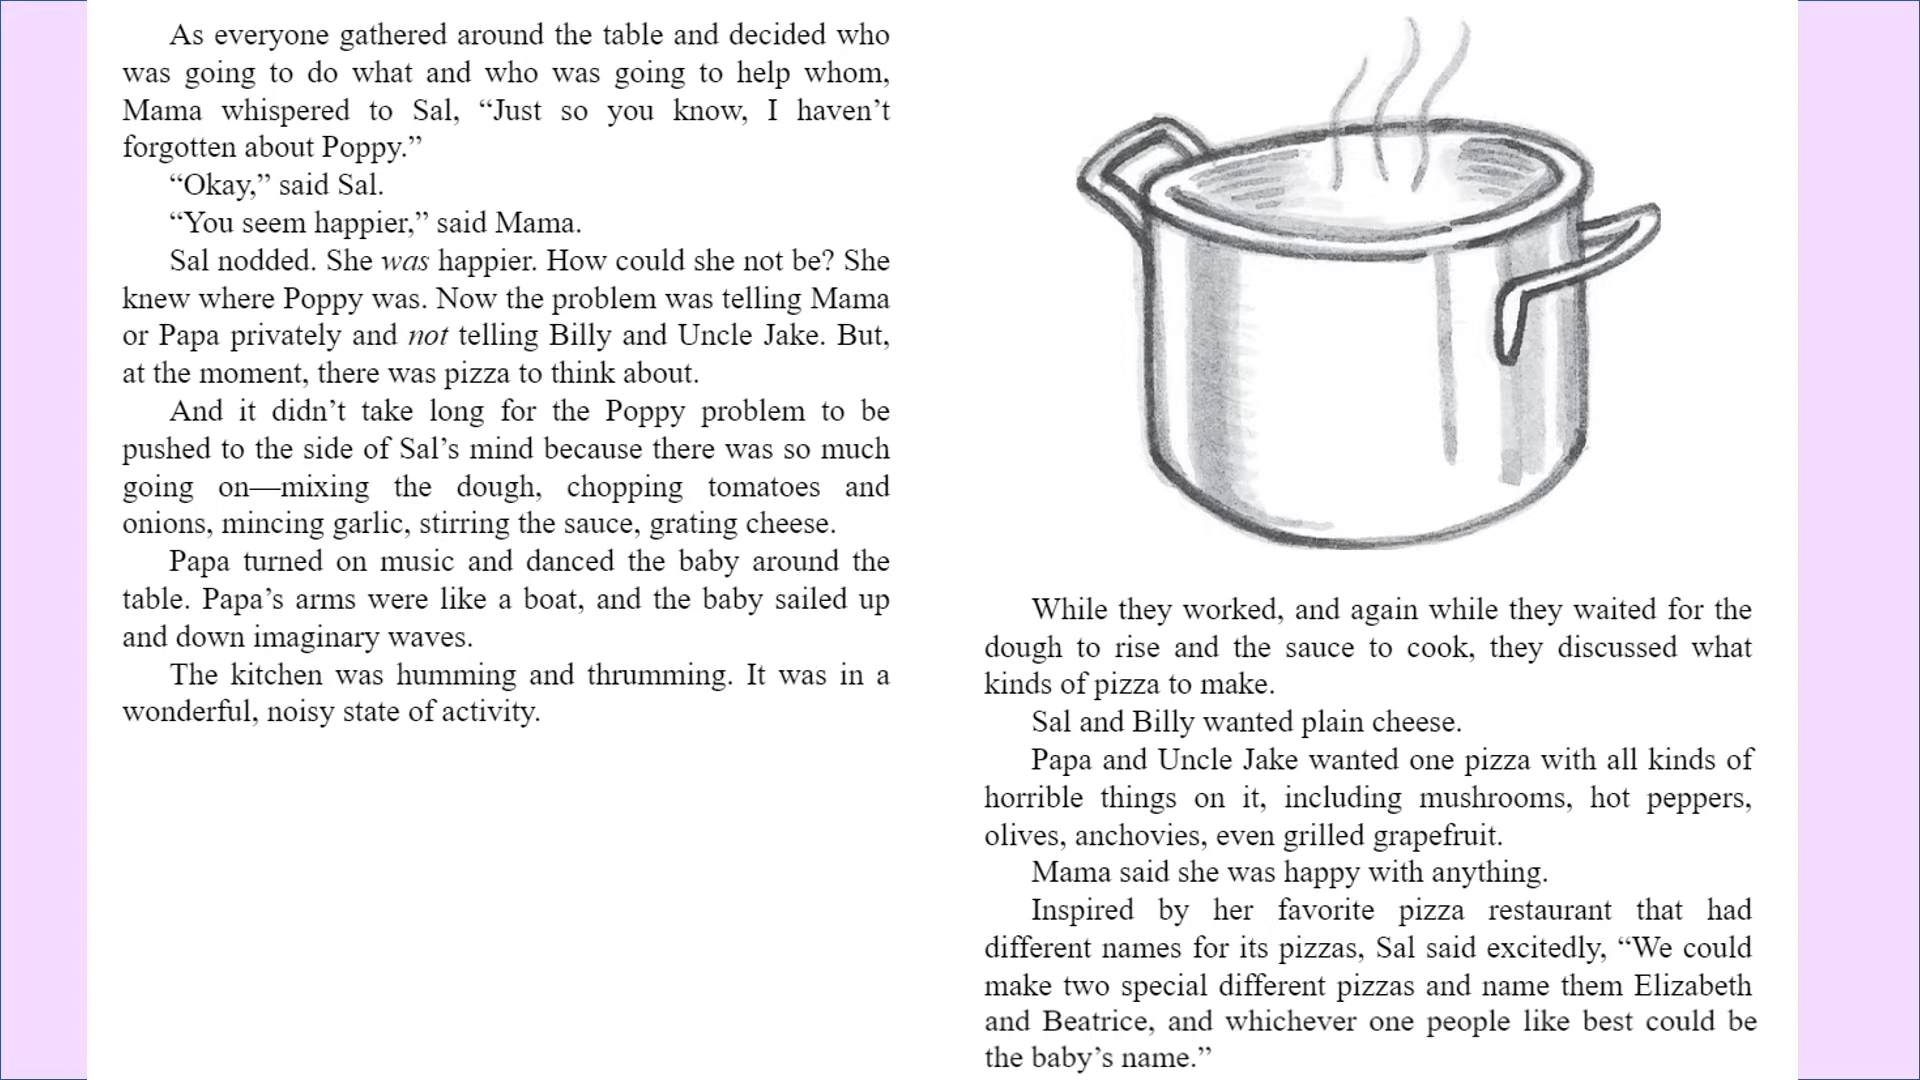 As everyone gathered around the table and decided who
was going to do what and who was going to help whom,
Mama whispered to Sal, “Just so you know, I haven’t
forgotten about Poppy.”
“Okay,” said Sal.
“You seem happier,” said Mama.
Sal nodded. She was happier. How could she not be? She
knew where Poppy was. Now the problem was telling Mama
or Papa privately and not telling Billy and Uncle Jake. But,
at the moment, there was pizza to think about.
And it didn’t take long for the Poppy problem to be
pushed to the side of Sal’s mind because there was so much
going on—mixing the dough, chopping tomatoes and
onions, mincing garlic, stirring the sauce, grating cheese.
Papa turned on music and danced the baby around the
table. Papa’s arms were like a boat, and the baby sailed up
and down imaginary waves.
The kitchen was humming and thrumming. It was in a
wonderful, noisy state of activity.
While they worked, and again while they waited for the
dough to rise and the sauce to cook, they discussed what
kinds of pizza to make.
Sal and Billy wanted plain cheese.
Papa and Uncle Jake wanted one pizza with all kinds of
horrible things on it, including mushrooms, hot peppers,
olives, anchovies, even grilled grapefruit.
Mama said she was happy with anything.
Inspired by her favorite pizza restaurant that had
different names for its pizzas, Sal said excitedly, “We could
make two special different pizzas and name them Elizabeth
and Beatrice, and whichever one people like best could be
the baby’s name.”